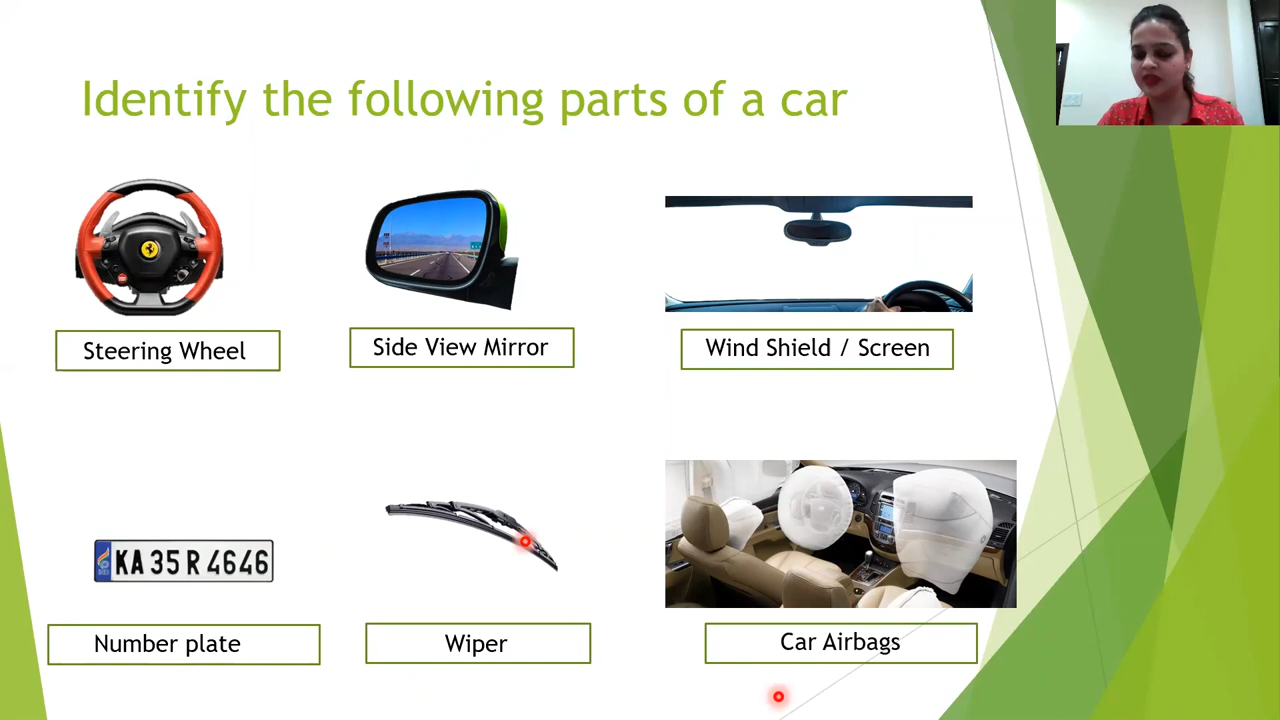 Identify the following parts of a car
Steering Wheel
Side View Mirror
Wind Shield / Screen
KA 35 R 4646
Number plate
Wiper
Car Airbags